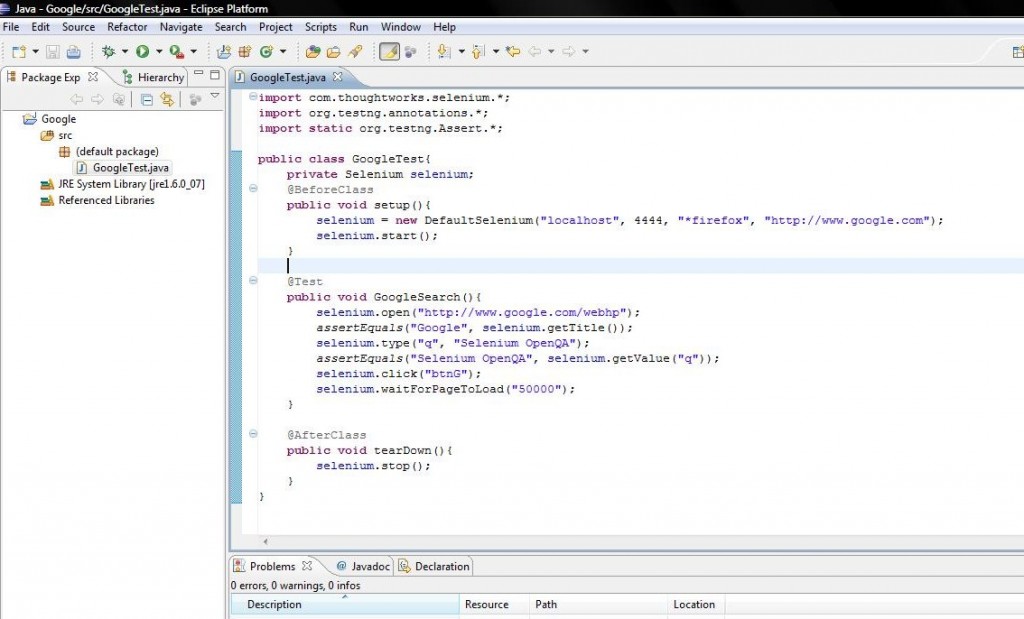 Java - Google/src/GoogleTest.java - Eclipse Platform
File Edit Source Refactor Navigate Search Project Scripts Run Window Help
Package Exp Hierarchy
GoogleTest.java
Google
src
(default package)
GoogleTest.java
JRE System Library [jre1.6.0_07]
Referenced Libraries
import com.thoughtworks.selenium.*;
import org.testng.annotations.*;
import static org.testng.Assert.*;
public class GoogleTest{
private Selenium selenium;
@BeforeClass
public void setup(){
selenium = new DefaultSelenium("localhost", 4444, "*firefox", "http://www.google.com");
selenium.start();
}
@Test
public void GoogleSearch(){
selenium.open("http://www.google.com/webhp");
assertEquals("Google", selenium.getTitle());
selenium.type("q", "Selenium OpenQA");
assertEquals("Selenium OpenQA", selenium.getValue("q"));
selenium.click("btnG");
selenium.waitForPageToLoad("50000");
}
@AfterClass
public void tearDown(){
selenium.stop();
}
}
Problems @ Javadoc Declaration
0 errors, 0 warnings, 0 infos
Description Resource Path Location